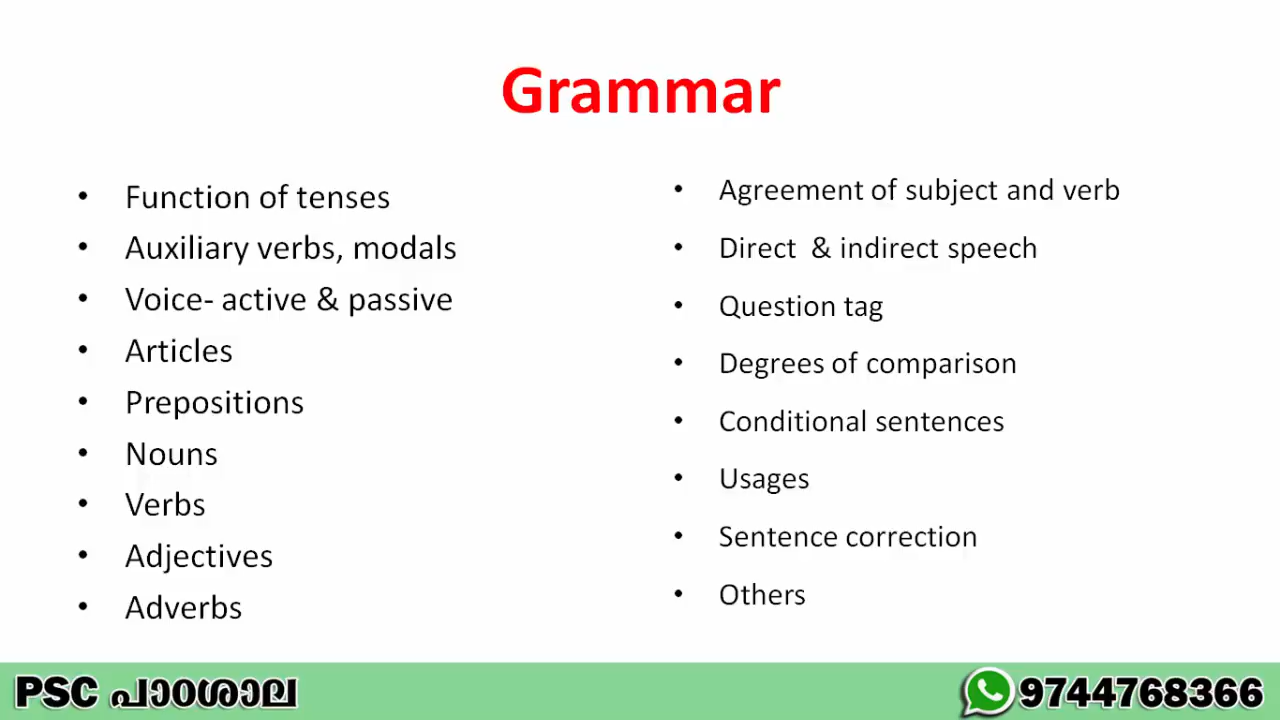 Grammar
• Function of tenses
• Auxiliary verbs, modals
• Voice- active & passive
• Articles
• Prepositions
• Nouns
• Verbs
• Adjectives
• Adverbs
• Agreement of subject and verb
• Direct & indirect speech
• Question tag
• Degrees of comparison
• Conditional sentences
• Usages
• Sentence correction
• Others
PSC പാഠശാല
9744768366